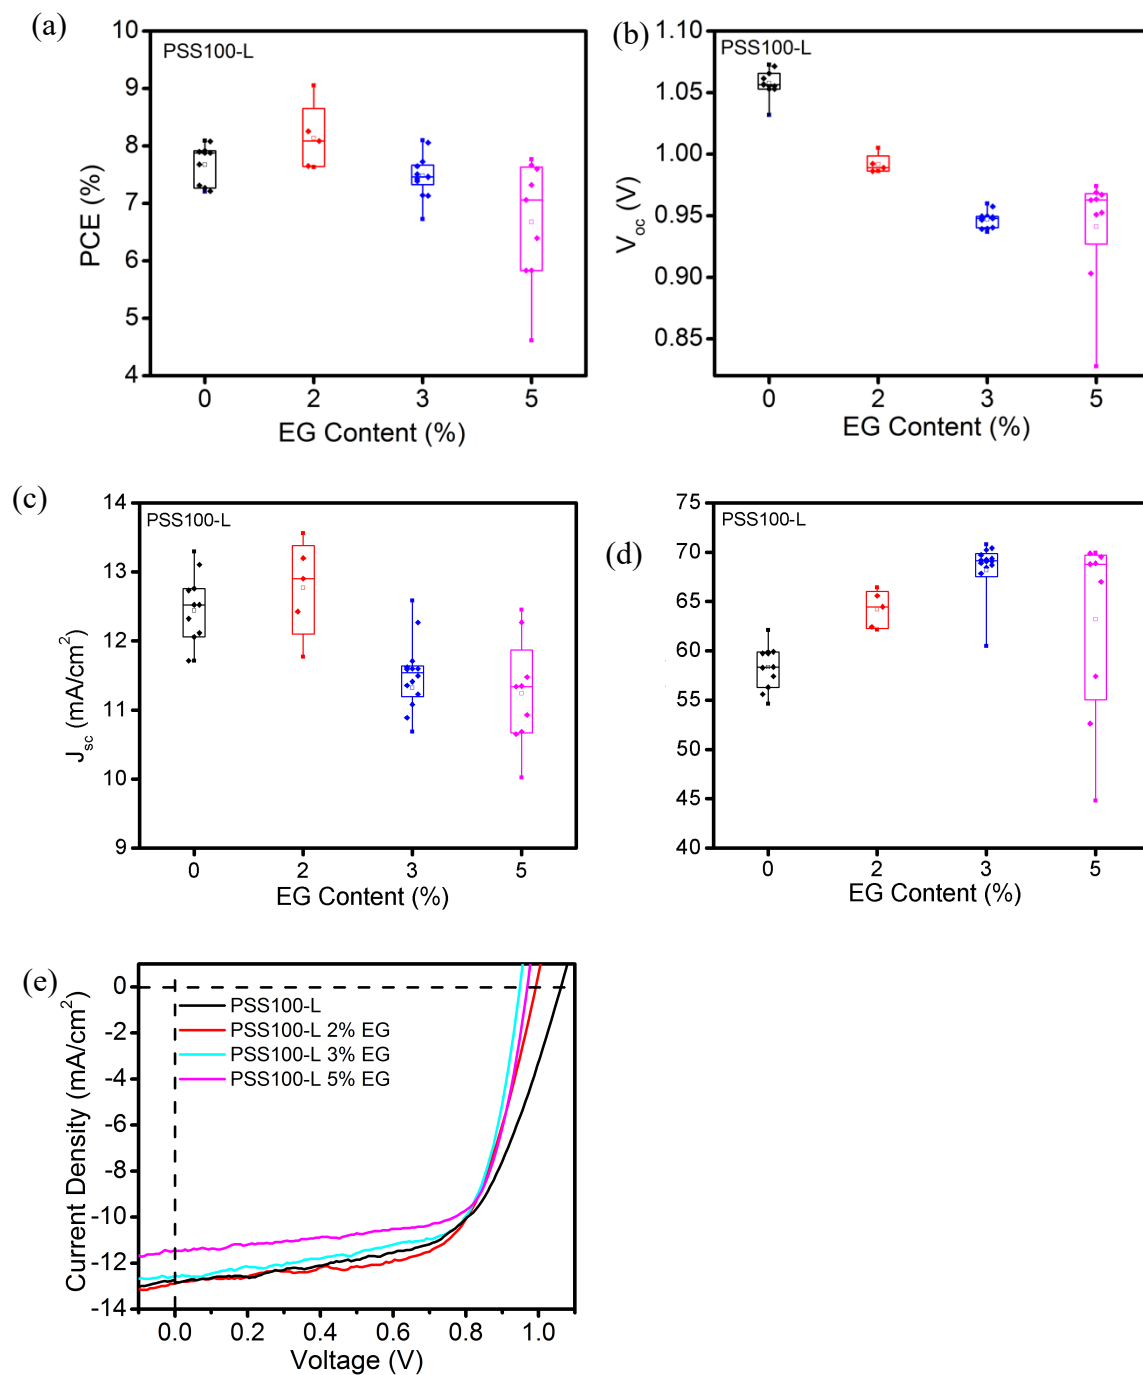 (a)
PSS100-L
PCE (%)
10
9
8
7
6
5
4
0 2 3 5
EG Content (%)
(b)
PSS100-L
V_oc (V)
1.10
1.05
1.00
0.95
0.90
0.85
0 2 3 5
EG Content (%)
(c)
PSS100-L
J_sc (mA/cm²)
14
13
12
11
10
9
0 2 3 5
EG Content (%)
(d)
PSS100-L
75
70
65
60
55
50
45
40
0 2 3 5
EG Content (%)
(e)
Current Density (mA/cm²)
0
-2
-4
-6
-8
-10
-12
-14
PSS100-L
PSS100-L 2% EG
PSS100-L 3% EG
PSS100-L 5% EG
0.0 0.2 0.4 0.6 0.8 1.0
Voltage (V)